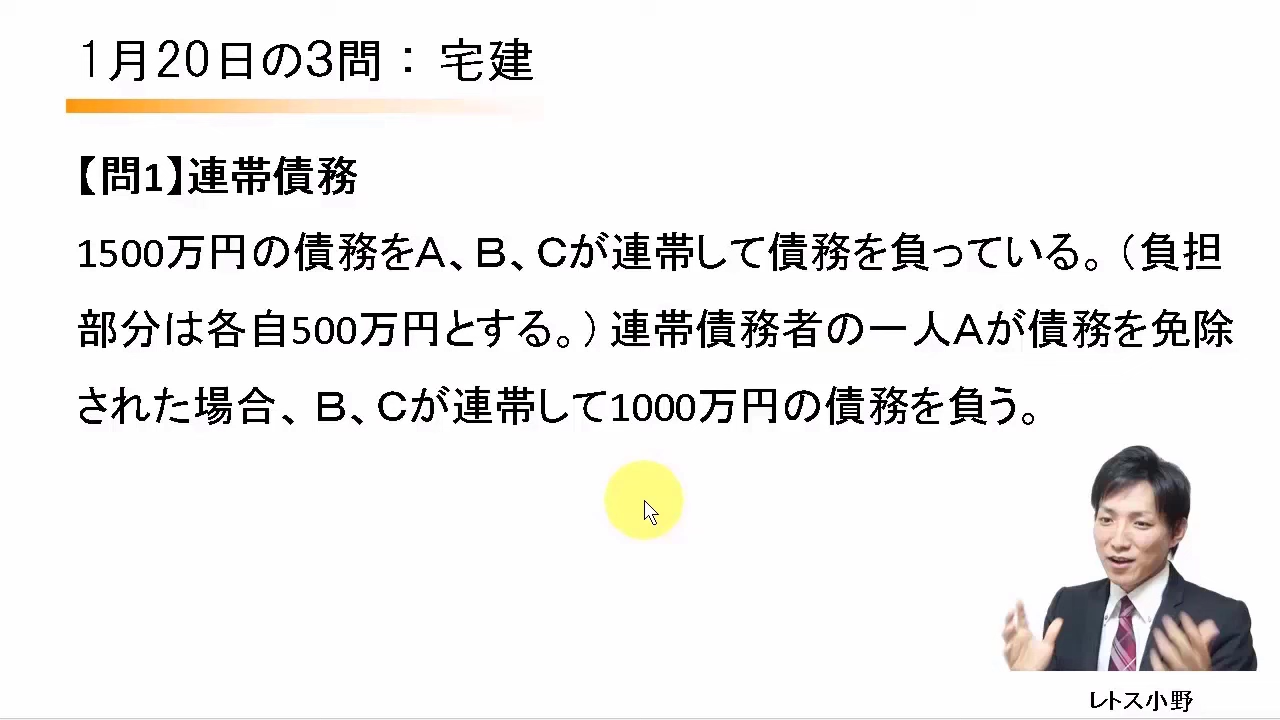 1月20日の3問：宅建
【問1】連帯債務
1500万円の債務をA、B、Cが連帯して債務を負っている。（負担
部分は各自500万円とする。）連帯債務者の一人Aが債務を免除
された場合、B、Cが連帯して1000万円の債務を負う。
レトス小野